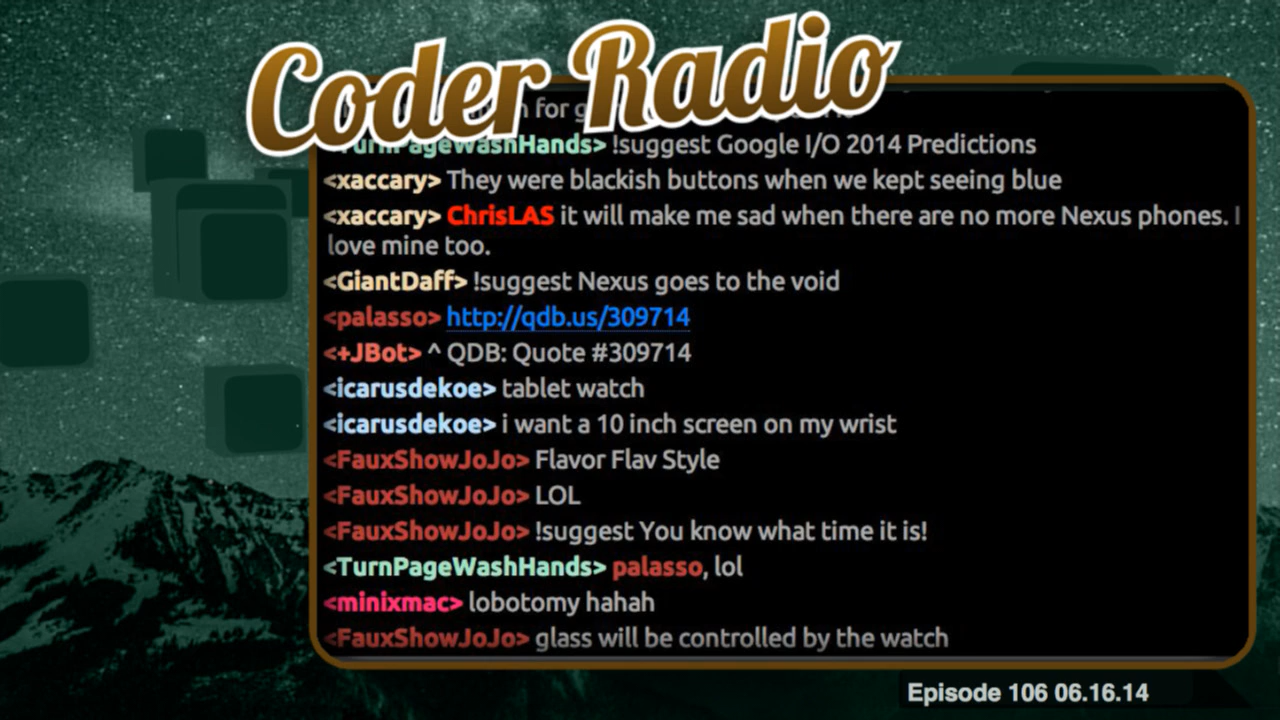 Coder Radio
for
TurnPageWashHands> !suggest Google I/O 2014 Predictions
<xaccary> They were blackish buttons when we kept seeing blue
<xaccary> ChrisLAS it will make me sad when there are no more Nexus phones. I
love mine too.
<GiantDaff> !suggest Nexus goes to the void
<palasso> http://qdb.us/309714
<+JBot> ^ QDB: Quote #309714
<icarusdekoe> tablet watch
<icarusdekoe> i want a 10 inch screen on my wrist
<FauxShowJoJo> Flavor Flav Style
<FauxShowJoJo> LOL
<FauxShowJoJo> !suggest You know what time it is!
<TurnPageWashHands> palasso, lol
<minixmac> lobotomy hahah
<FauxShowJoJo> glass will be controlled by the watch
Episode 106 06.16.14